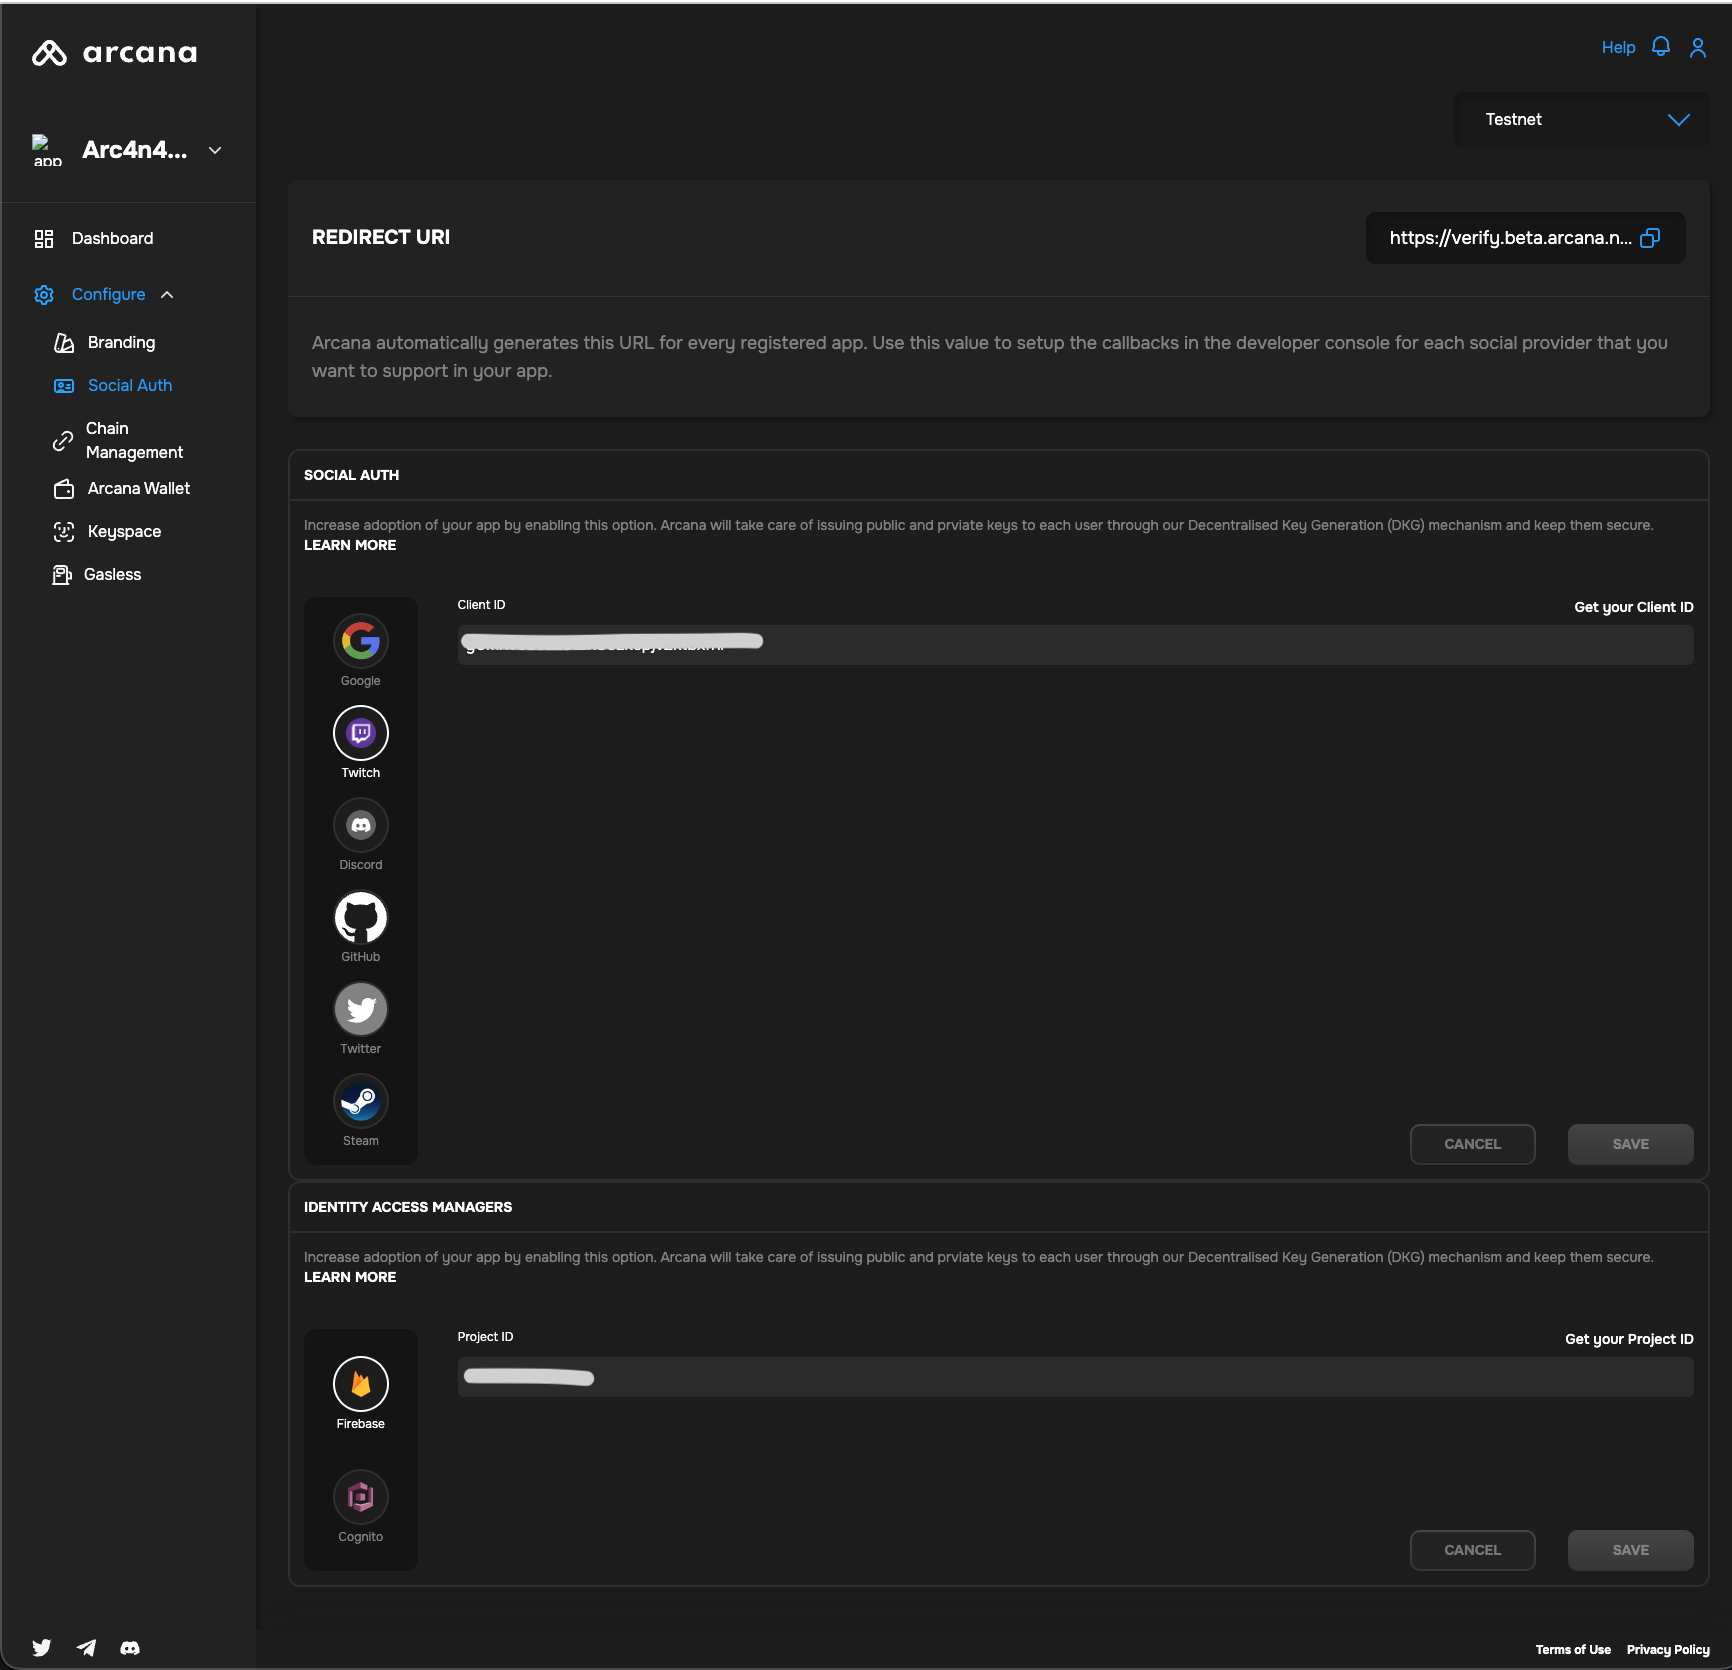 arcana
Help
Testnet
app
Arc4n4...
REDIRECT URI
https://verify.beta.arcana.n...
Arcana automatically generates this URL for every registered app. Use this value to setup the callbacks in the developer console for each social provider that you
want to support in your app.
Dashboard
Configure
Branding
Social Auth
Chain
Management
Arcana Wallet
Keyspace
Gasless
SOCIAL AUTH
Increase adoption of your app by enabling this option. Arcana will take care of issuing public and prviate keys to each user through our Decentralised Key Generation (DKG) mechanism and keep them secure.
LEARN MORE
Client ID
Get your Client ID
Google
Twitch
Discord
GitHub
Twitter
Steam
CANCEL
SAVE
IDENTITY ACCESS MANAGERS
Increase adoption of your app by enabling this option. Arcana will take care of issuing public and prviate keys to each user through our Decentralised Key Generation (DKG) mechanism and keep them secure.
LEARN MORE
Project ID
Get your Project ID
Firebase
Cognito
CANCEL
SAVE
Terms of Use
Privacy Policy